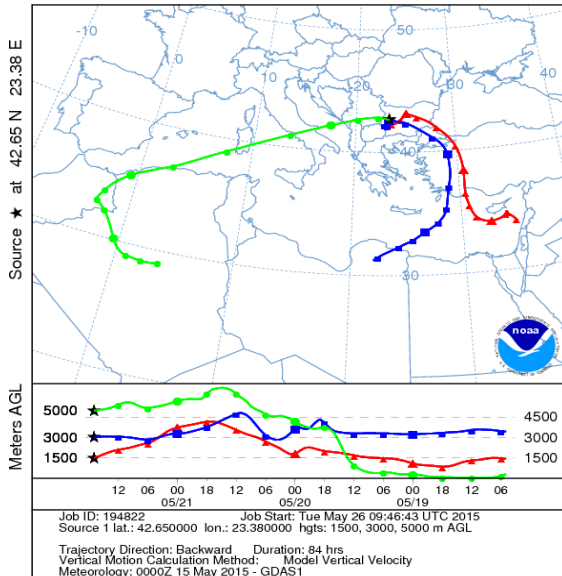 Source ★ at 42.65 N 23.38 E
-10
0
10
20
30
40
50
40
30
noaa
Meters AGL
5000
3000
1500
4500
3000
1500
12 06 00 18 12 06 00 18 12 06 00 18 12 06
05/21 05/20 05/19
Job ID: 194822 Job Start: Tue May 26 09:46:43 UTC 2015
Source 1 lat.: 42.650000 lon.: 23.380000 hgts: 1500, 3000, 5000 m AGL
Trajectory Direction: Backward Duration: 84 hrs
Vertical Motion Calculation Method: Model Vertical Velocity
Meteorology: 0000Z 15 May 2015 - GDAS1